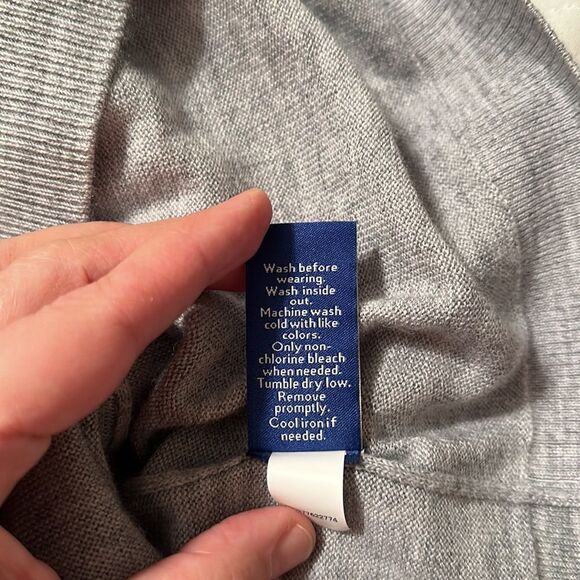 Wash before
wearing.
Wash inside
out.
Machine wash
cold with like
colors.
Only non-
chlorine bleach
when needed.
Tumble dry low.
Remove
promptly.
Cool iron if
needed.